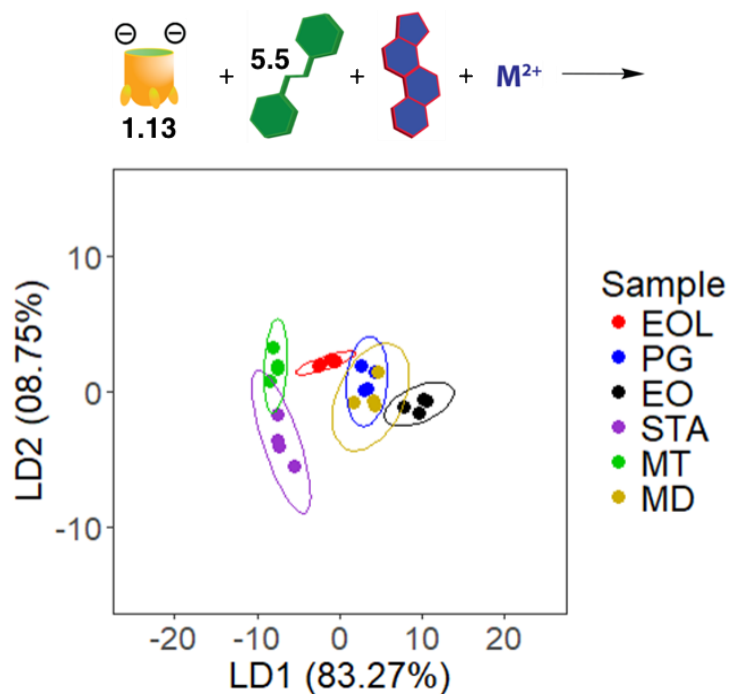 ⊖ ⊖
1.13 + 5.5 + + M²⁺
LD2 (08.75%)
10
0
-10
-20 -10 0 10 20
LD1 (83.27%)
Sample
EOL
PG
EO
STA
MT
MD